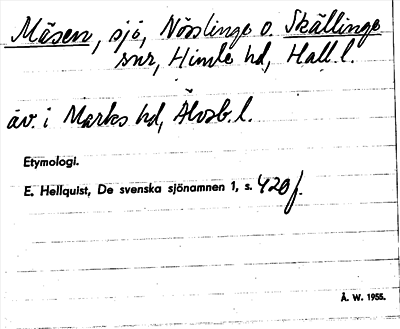 Mäsen, sjö, Nösslinge o. Skällinge
snr, Himle hd, Hall. l.
äv. i Marks hd, Älvsb. l.
Etymologi.
E. Hellquist, De svenska sjönamnen 1, s. 420 f.
Å. W. 1955.